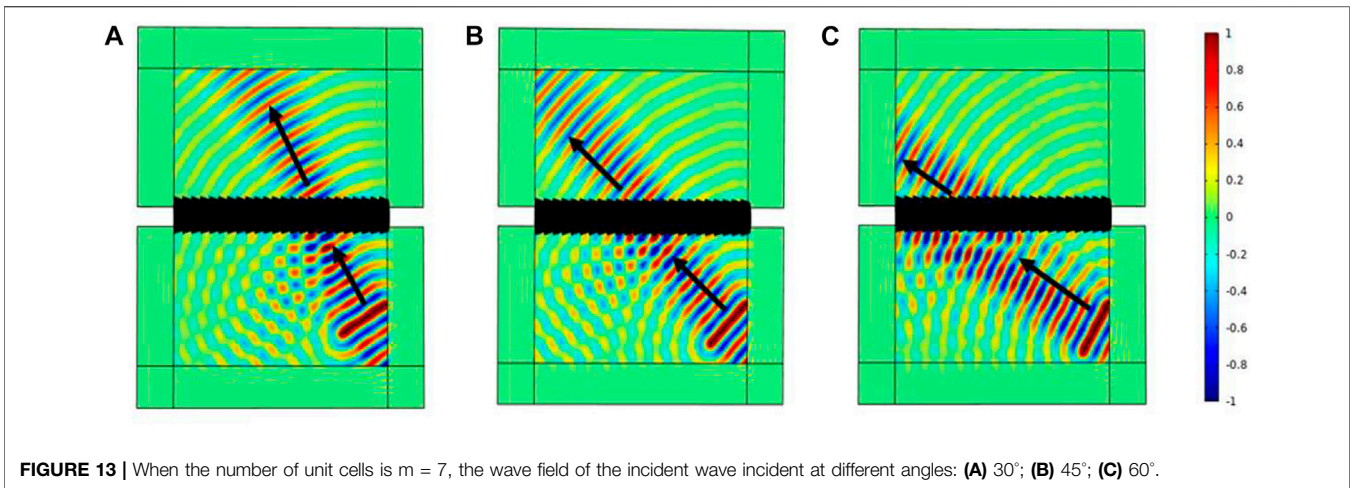 A
B
C
1
0.8
0.6
0.4
0.2
0
-0.2
-0.4
-0.6
-0.8
-1
FIGURE 13 | When the number of unit cells is m = 7, the wave field of the incident wave incident at different angles: (A) 30°; (B) 45°; (C) 60°.